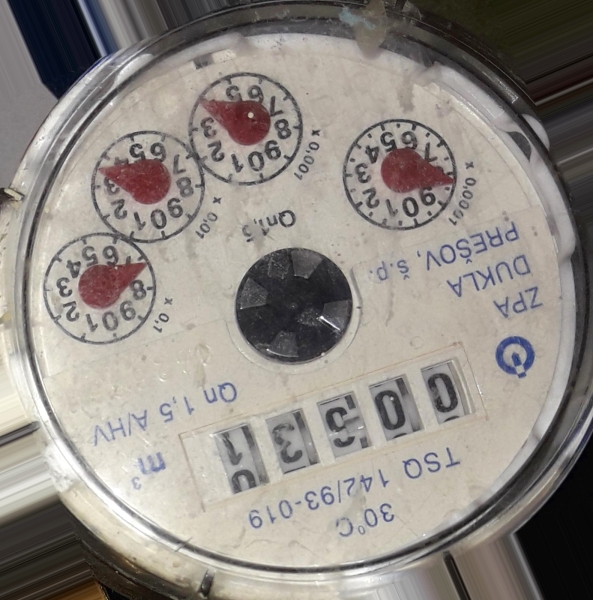 30°C
TSQ 142/93-019
00531 m³
Qn 1,5 A/HV
ZPA
DUKLA
PREŠOV, š.p.
Qn1,5
x 0,0001
x 0,001
x 0,01
x 0,1